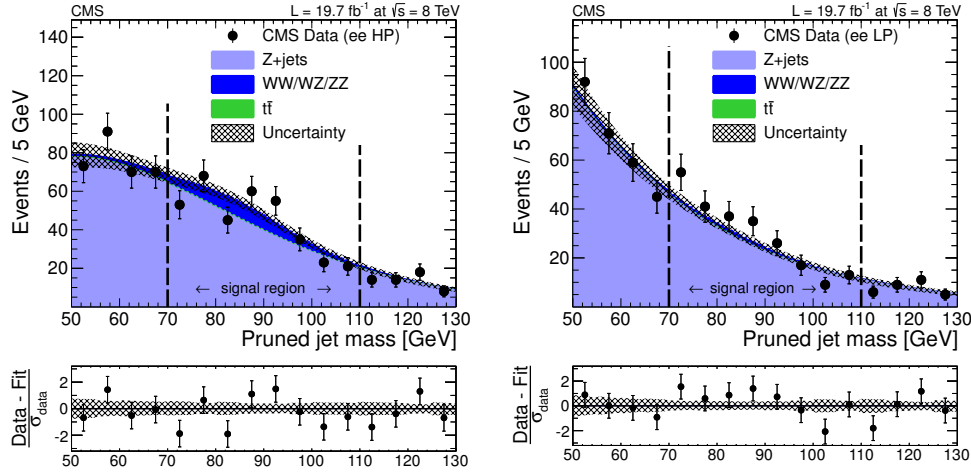 CMS L = 19.7 fb⁻¹ at √s = 8 TeV
Events / 5 GeV
140
120
100
80
60
40
20
CMS Data (ee HP)
Z+jets
WW/WZ/ZZ
tt̄
Uncertainty
← signal region →
50 60 70 80 90 100 110 120 130
Pruned jet mass [GeV]
Data - Fit
σdata
2
0
-2
50 60 70 80 90 100 110 120 130
CMS L = 19.7 fb⁻¹ at √s = 8 TeV
Events / 5 GeV
100
80
60
40
20
CMS Data (ee LP)
Z+jets
WW/WZ/ZZ
tt̄
Uncertainty
← signal region →
50 60 70 80 90 100 110 120 130
Pruned jet mass [GeV]
Data - Fit
σdata
2
0
-2
50 60 70 80 90 100 110 120 130